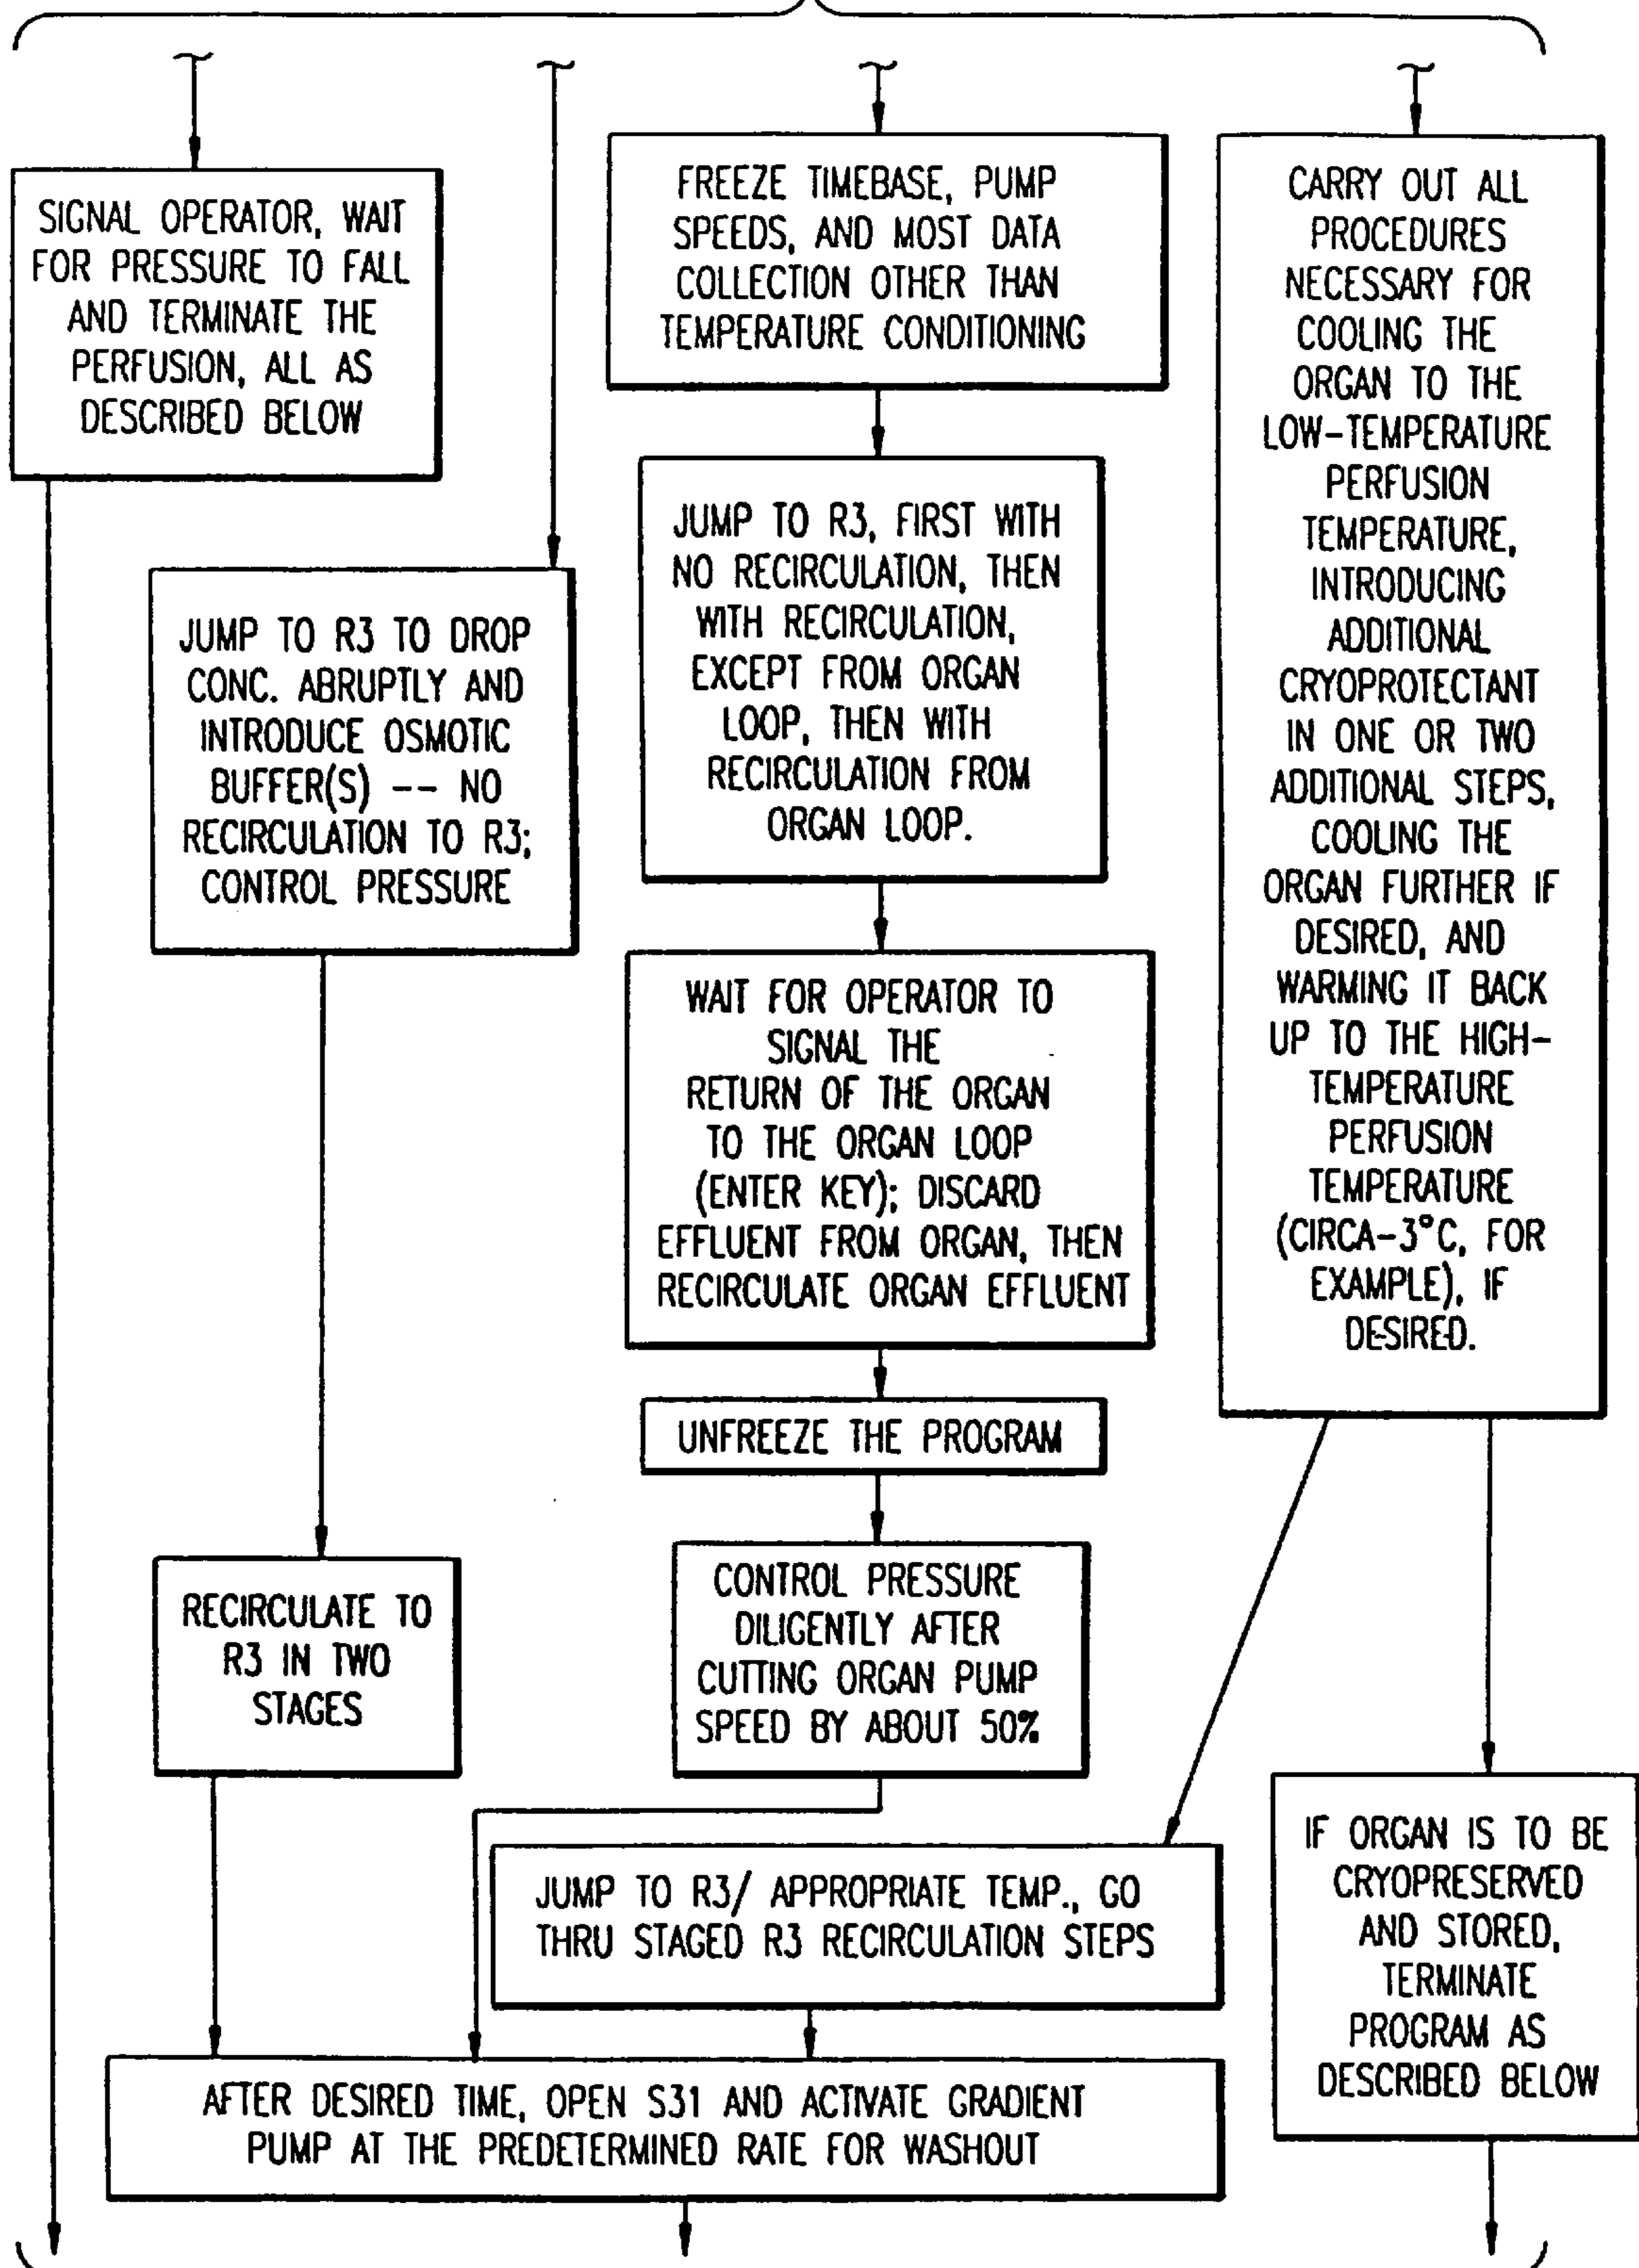 SIGNAL OPERATOR, WAIT
FOR PRESSURE TO FALL
AND TERMINATE THE
PERFUSION, ALL AS
DESCRIBED BELOW
JUMP TO R3 TO DROP
CONC. ABRUPTLY AND
INTRODUCE OSMOTIC
BUFFER(S) -- NO
RECIRCULATION TO R3;
CONTROL PRESSURE
RECIRCULATE TO
R3 IN TWO
STAGES
FREEZE TIMEBASE, PUMP
SPEEDS, AND MOST DATA
COLLECTION OTHER THAN
TEMPERATURE CONDITIONING
JUMP TO R3, FIRST WITH
NO RECIRCULATION, THEN
WITH RECIRCULATION,
EXCEPT FROM ORGAN
LOOP, THEN WITH
RECIRCULATION FROM
ORGAN LOOP.
WAIT FOR OPERATOR TO
SIGNAL THE
RETURN OF THE ORGAN
TO THE ORGAN LOOP
(ENTER KEY); DISCARD
EFFLUENT FROM ORGAN, THEN
RECIRCULATE ORGAN EFFLUENT
UNFREEZE THE PROGRAM
CONTROL PRESSURE
DILIGENTLY AFTER
CUTTING ORGAN PUMP
SPEED BY ABOUT 50%
CARRY OUT ALL
PROCEDURES
NECESSARY FOR
COOLING THE
ORGAN TO THE
LOW-TEMPERATURE
PERFUSION
TEMPERATURE,
INTRODUCING
ADDITIONAL
CRYOPROTECTANT
IN ONE OR TWO
ADDITIONAL STEPS,
COOLING THE
ORGAN FURTHER IF
DESIRED, AND
WARMING IT BACK
UP TO THE HIGH-
TEMPERATURE
PERFUSION
TEMPERATURE
(CIRCA-3°C, FOR
EXAMPLE), IF
DESIRED.
JUMP TO R3/ APPROPRIATE TEMP., GO
THRU STAGED R3 RECIRCULATION STEPS
IF ORGAN IS TO BE
CRYOPRESERVED
AND STORED,
TERMINATE
PROGRAM AS
DESCRIBED BELOW
AFTER DESIRED TIME, OPEN S31 AND ACTIVATE GRADIENT
PUMP AT THE PREDETERMINED RATE FOR WASHOUT